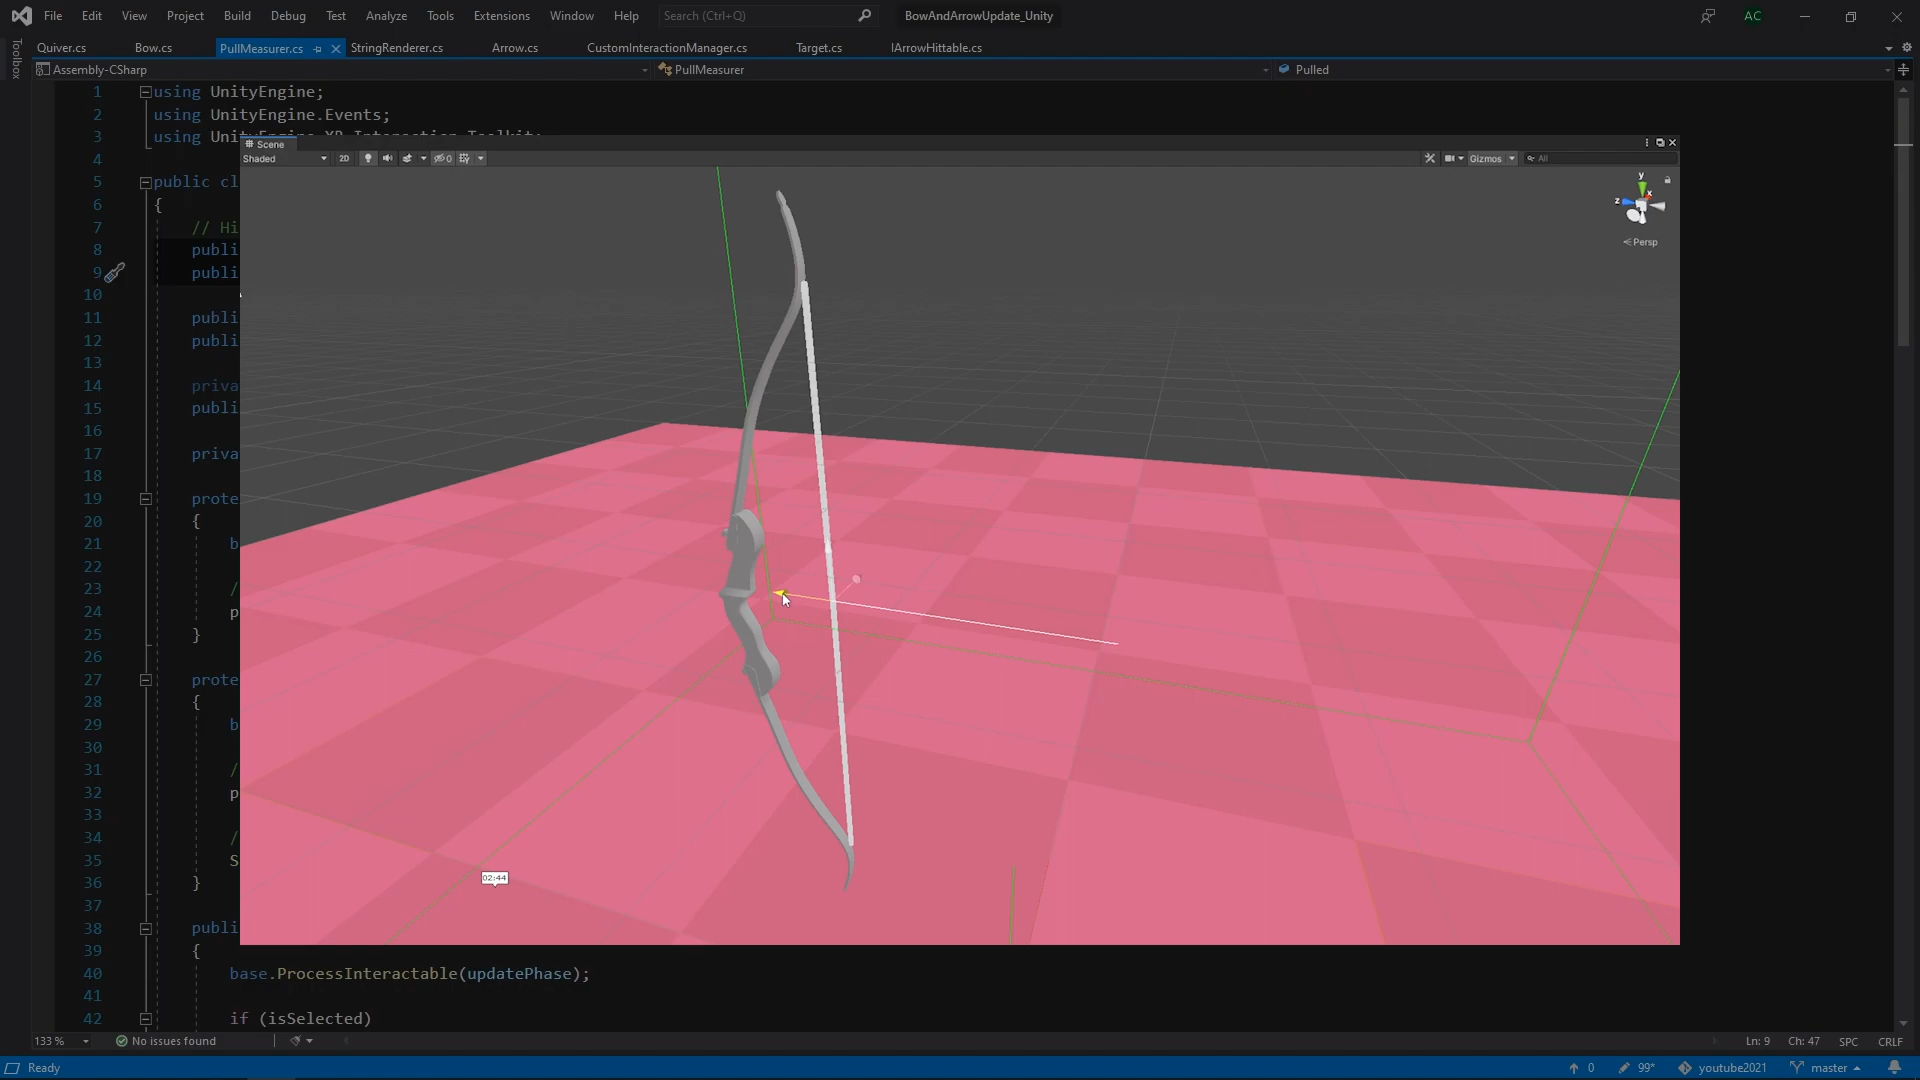 File Edit View Project Build Debug Test Analyze Tools Extensions Window Help Search (Ctrl+Q) BowAndArrowUpdate_Unity AC
Quiver.cs Bow.cs PullMeasurer.cs StringRenderer.cs Arrow.cs CustomInteractionManager.cs Target.cs IArrowHittable.cs
Toolbox
Assembly-CSharp PullMeasurer Pulled
1 using UnityEngine;
2 using UnityEngine.Events;
3 using UnityEngine.XR.Interaction.Toolkit;
Scene
Shaded 2D 0 Gizmos All
4
5 public cl
6 {
7 // Hi
8 publi
9 publi
10
11 publi
12 publi
13
14 priva
15 publi
16
17 priva
18
19 prote
20 {
21 b
22
23 /
24 p
25 }
26
27 prote
28 {
29 b
30
31 /
32 p
33
34 /
35 S
36 }
37
38 publi
39 {
40 base.ProcessInteractable(updatePhase);
41
42 if (isSelected)
y
x
z
Persp
02:44
133 % No issues found Ln: 9 Ch: 47 SPC CRLF
Ready 0 99* youtube2021 master